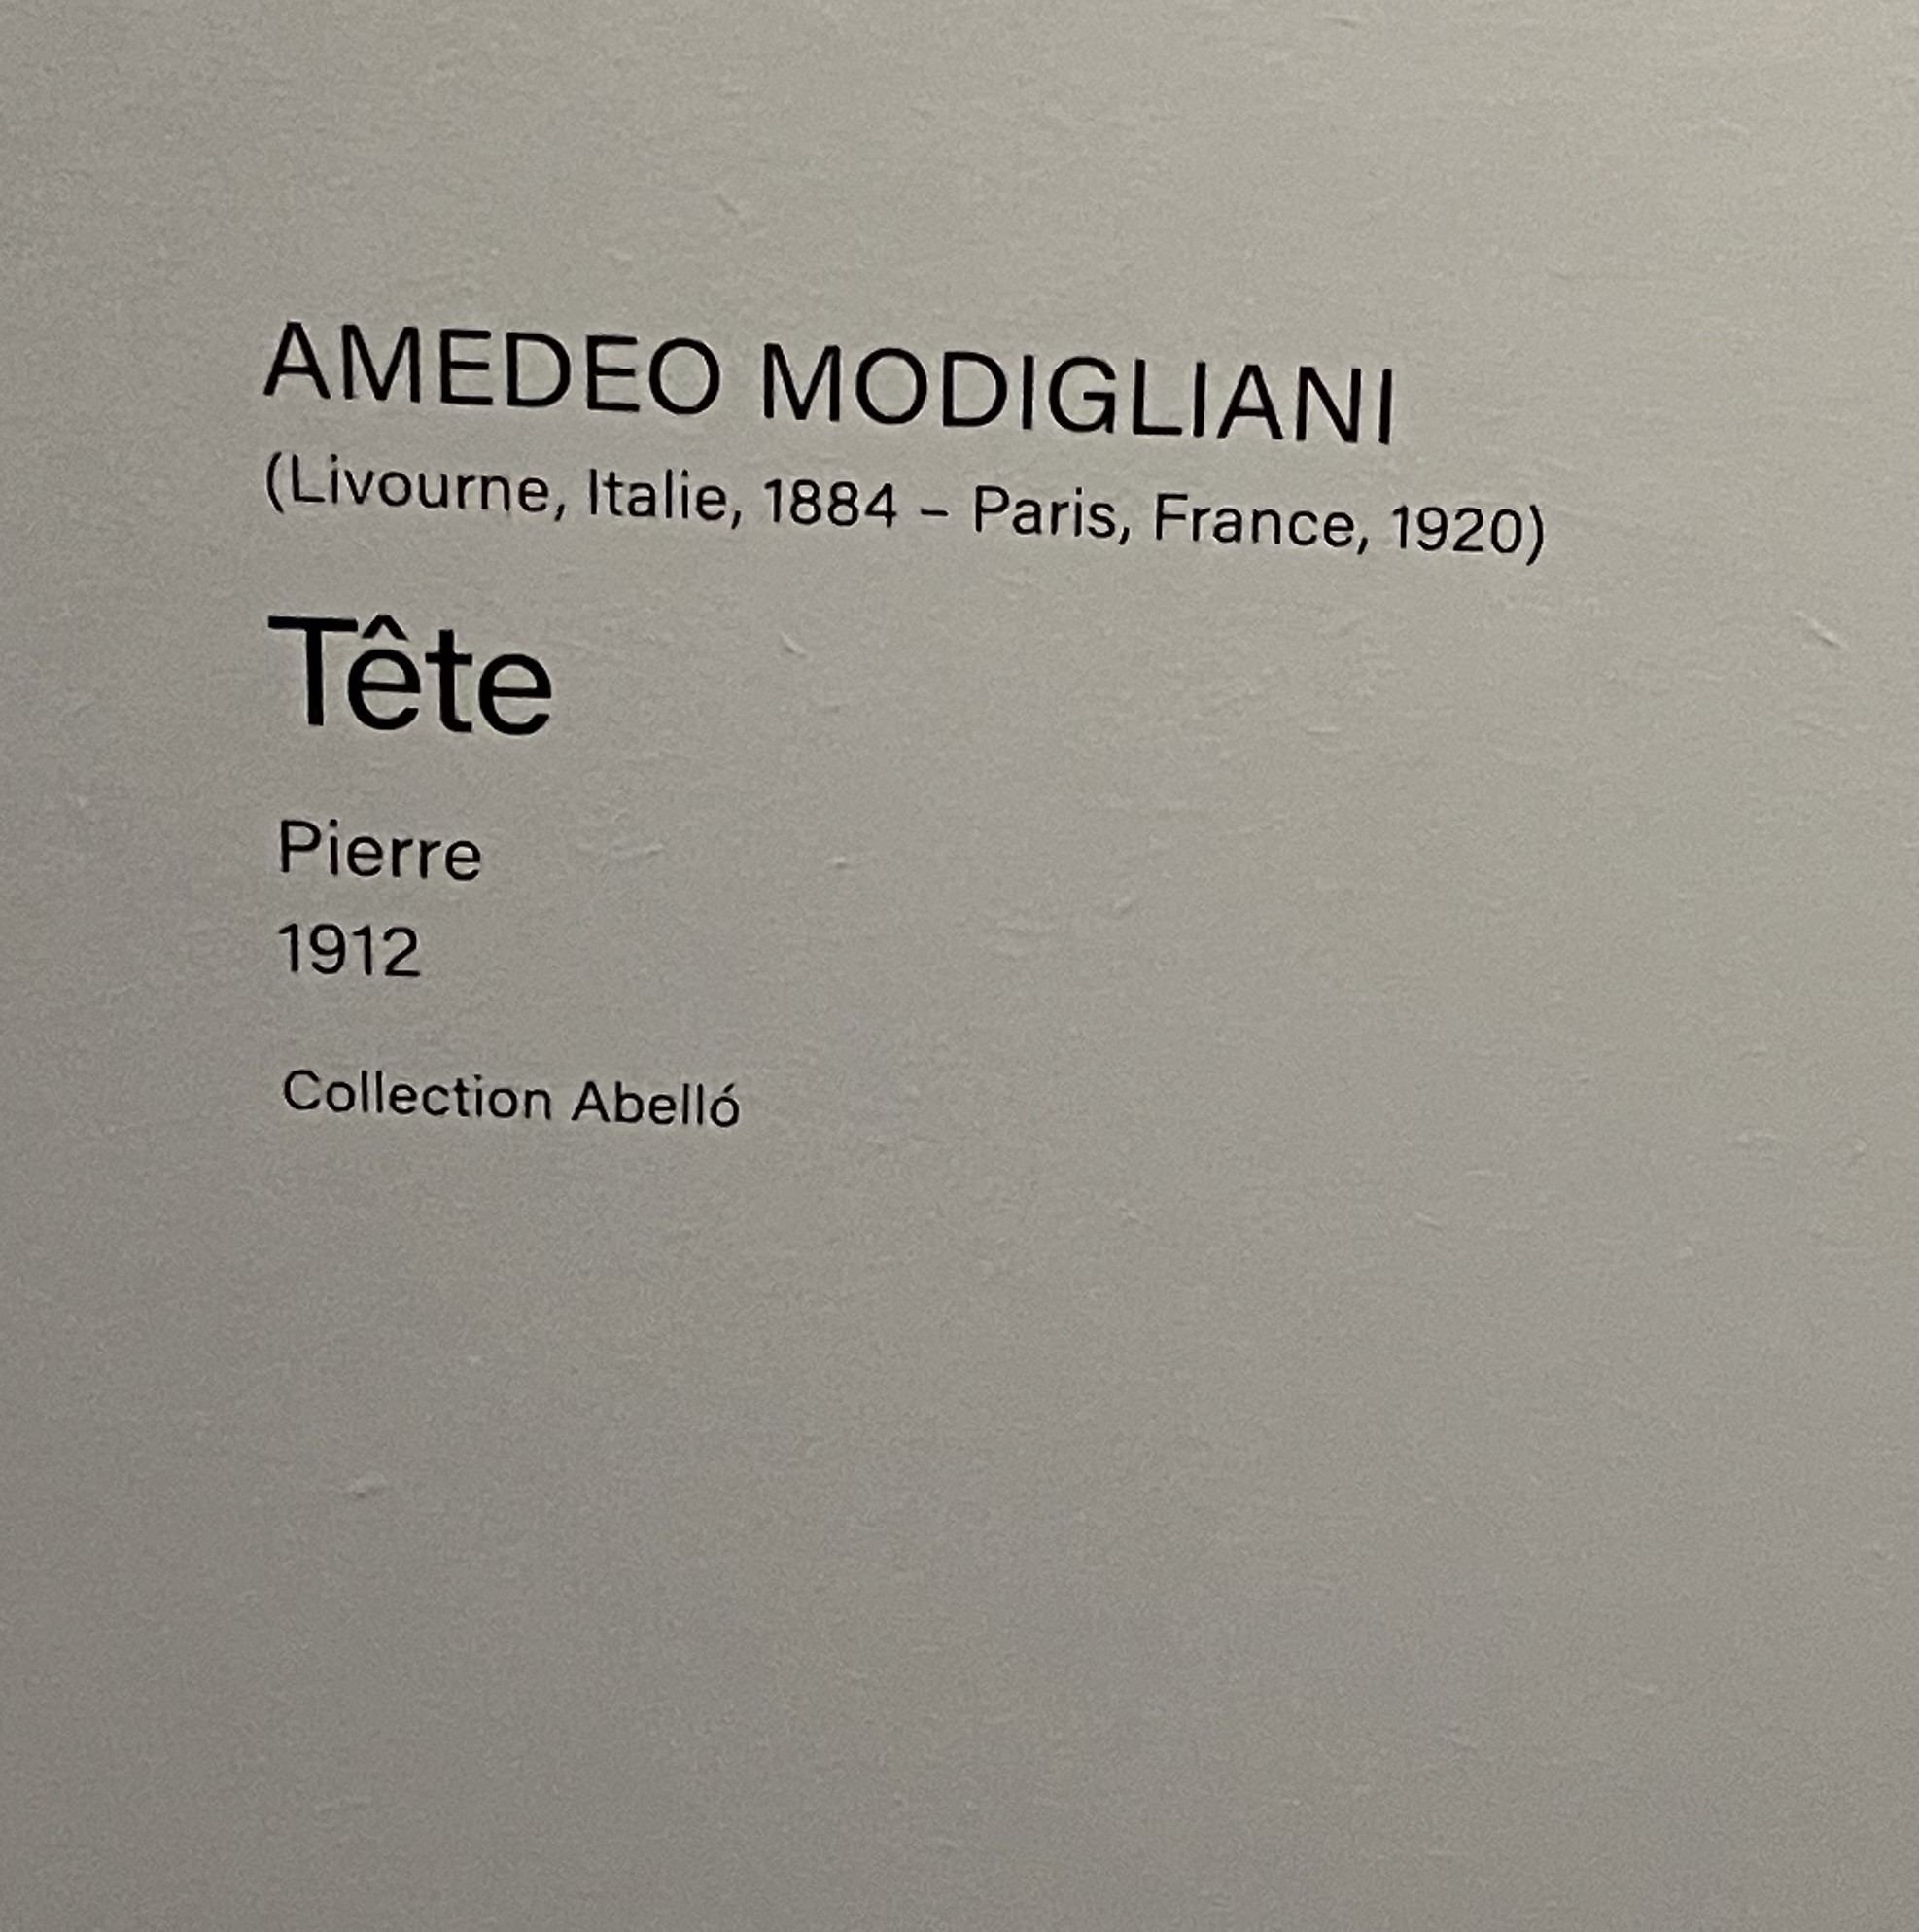 AMEDEO MODIGLIANI
(Livourne, Italie, 1884 – Paris, France, 1920)
Tête
Pierre
1912
Collection Abelló